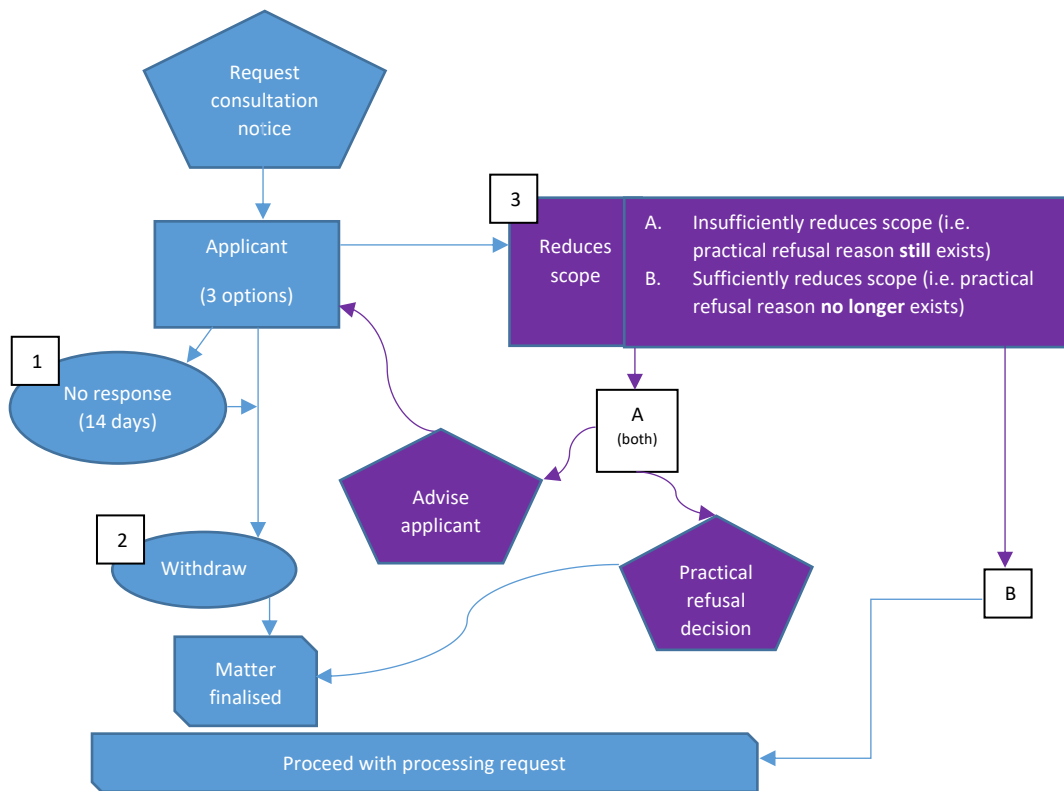 Request
consultation
notice
3
Applicant
(3 options)
Reduces
scope
A. Insufficiently reduces scope (i.e.
practical refusal reason still exists)
B. Sufficiently reduces scope (i.e. practical
refusal reason no longer exists)
1
No response
(14 days)
A
(both)
Advise
applicant
2
Withdraw
Practical
refusal
decision
B
Matter
finalised
Proceed with processing request